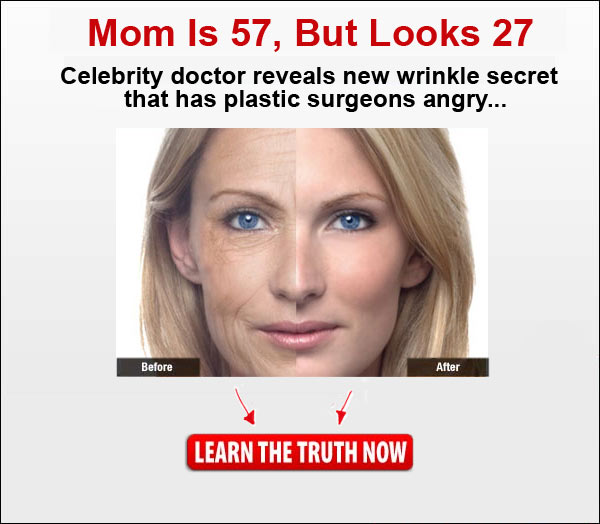 Mom Is 57, But Looks 27
Celebrity doctor reveals new wrinkle secret
that has plastic surgeons angry...
Before
After
LEARN THE TRUTH NOW